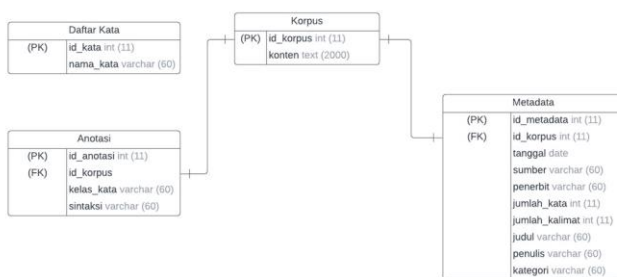 Daftar Kata
(PK) id_kata int (11)
nama_kata varchar (60)
Korpus
(PK) id_korpus int (11)
konten text (2000)
Anotasi
(PK) id_anotasi int (11)
(FK) id_korpus
kelas_kata varchar (60)
sintaksi varchar (60)
Metadata
(PK) id_metadata int (11)
(FK) id_korpus int (11)
tanggal date
sumber varchar (60)
penerbit varchar (60)
jumlah_kata int (11)
jumlah_kalimat int (11)
judul varchar (60)
penulis varchar (60)
kategori varchar (60)